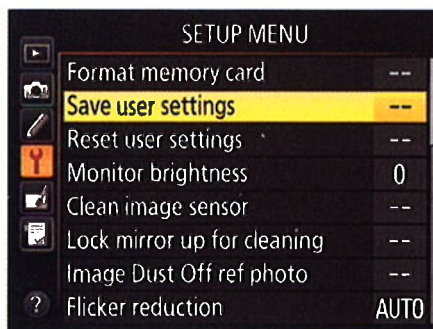 SETUP MENU
Format memory card --
Save user settings --
Reset user settings --
Monitor brightness 0
Clean image sensor --
Lock mirror up for cleaning --
Image Dust Off ref photo --
? Flicker reduction AUTO